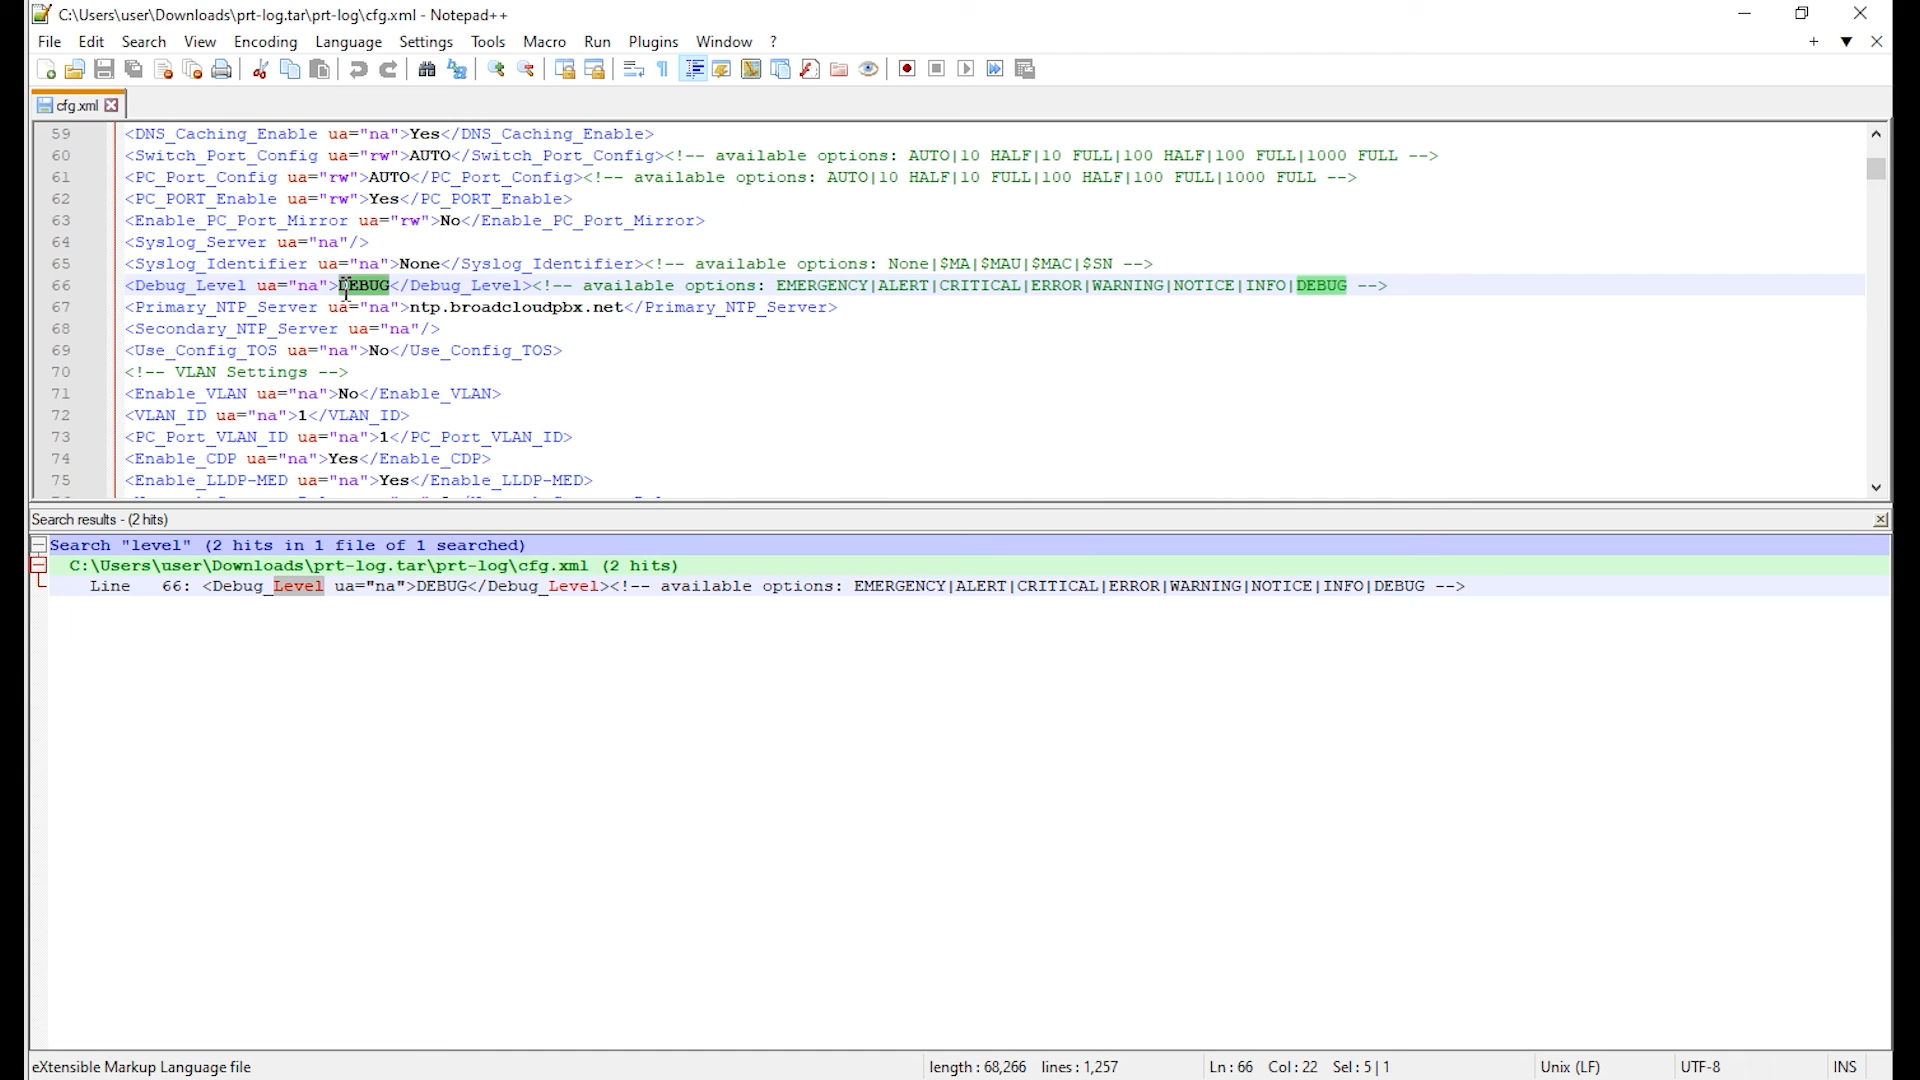 C:\Users\user\Downloads\prt-log.tar\prt-log\cfg.xml - Notepad++
File Edit Search View Encoding Language Settings Tools Macro Run Plugins Window ?
cfg.xml
59 <DNS_Caching_Enable ua="na">Yes</DNS_Caching_Enable>
60 <Switch_Port_Config ua="rw">AUTO</Switch_Port_Config><!-- available options: AUTO|10 HALF|10 FULL|100 HALF|100 FULL|1000 FULL -->
61 <PC_Port_Config ua="rw">AUTO</PC_Port_Config><!-- available options: AUTO|10 HALF|10 FULL|100 HALF|100 FULL|1000 FULL -->
62 <PC_PORT_Enable ua="rw">Yes</PC_PORT_Enable>
63 <Enable_PC_Port_Mirror ua="rw">No</Enable_PC_Port_Mirror>
64 <Syslog_Server ua="na"/>
65 <Syslog_Identifier ua="na">None</Syslog_Identifier><!-- available options: None|$MA|$MAU|$MAC|$SN -->
66 <Debug_Level ua="na">DEBUG</Debug_Level><!-- available options: EMERGENCY|ALERT|CRITICAL|ERROR|WARNING|NOTICE|INFO|DEBUG -->
67 <Primary_NTP_Server ua="na">ntp.broadcloudpbx.net</Primary_NTP_Server>
68 <Secondary_NTP_Server ua="na"/>
69 <Use_Config_TOS ua="na">No</Use_Config_TOS>
70 <!-- VLAN Settings -->
71 <Enable_VLAN ua="na">No</Enable_VLAN>
72 <VLAN_ID ua="na">1</VLAN_ID>
73 <PC_Port_VLAN_ID ua="na">1</PC_Port_VLAN_ID>
74 <Enable_CDP ua="na">Yes</Enable_CDP>
75 <Enable_LLDP-MED ua="na">Yes</Enable_LLDP-MED>
Search results - (2 hits)
Search "level" (2 hits in 1 file of 1 searched)
C:\Users\user\Downloads\prt-log.tar\prt-log\cfg.xml (2 hits)
Line 66: <Debug_Level ua="na">DEBUG</Debug_Level><!-- available options: EMERGENCY|ALERT|CRITICAL|ERROR|WARNING|NOTICE|INFO|DEBUG -->
eXtensible Markup Language file length : 68,266 lines : 1,257 Ln : 66 Col : 22 Sel : 5 | 1 Unix (LF) UTF-8 INS